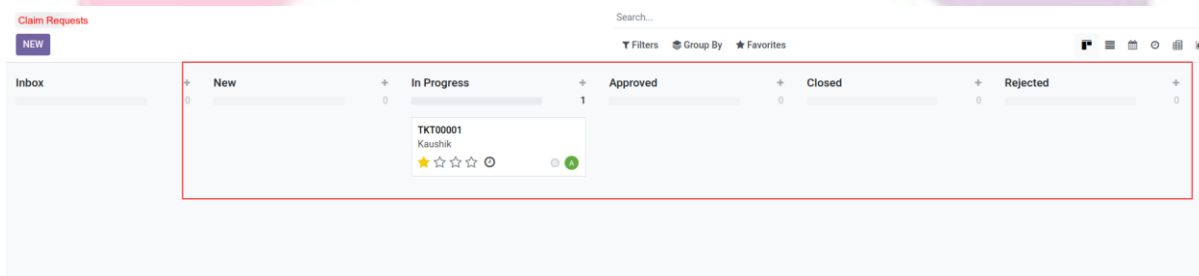 Claim Requests
Search...
NEW
Filters Group By Favorites
Inbox New In Progress Approved Closed Rejected
0 0 1 0 0 0
TKT00001
Kaushik
A